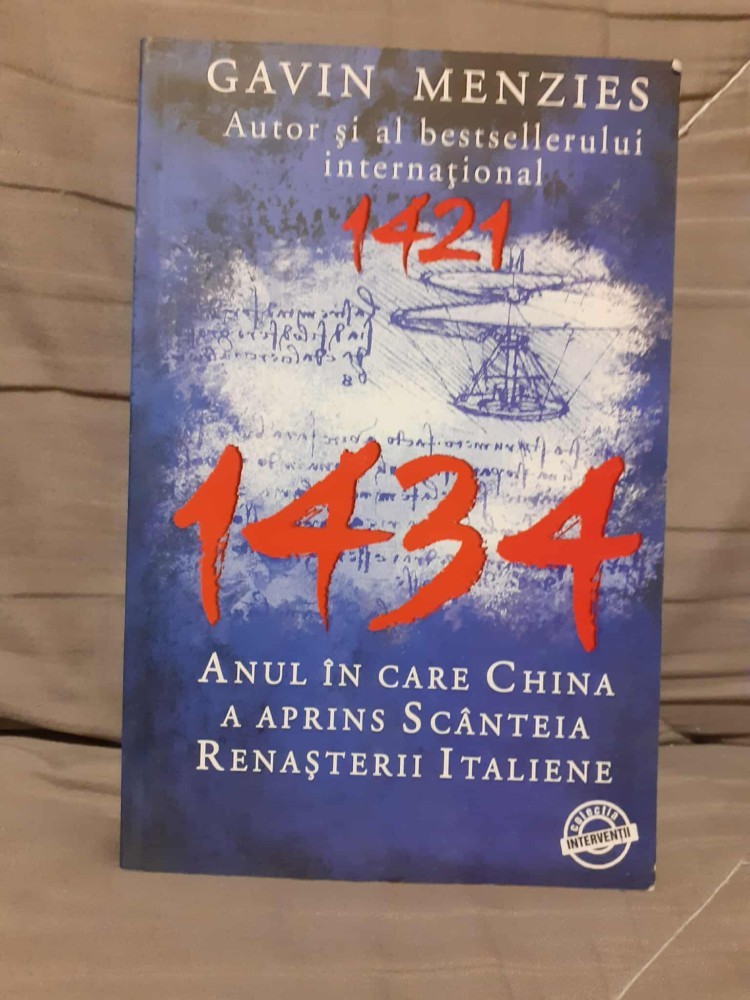 GAVIN MENZIES
Autor şi al bestsellerului
internaţional
1421
1434
ANUL ÎN CARE CHINA
A APRINS SCÂNTEIA
RENAŞTERII ITALIENE
colecţia
INTERVENŢII